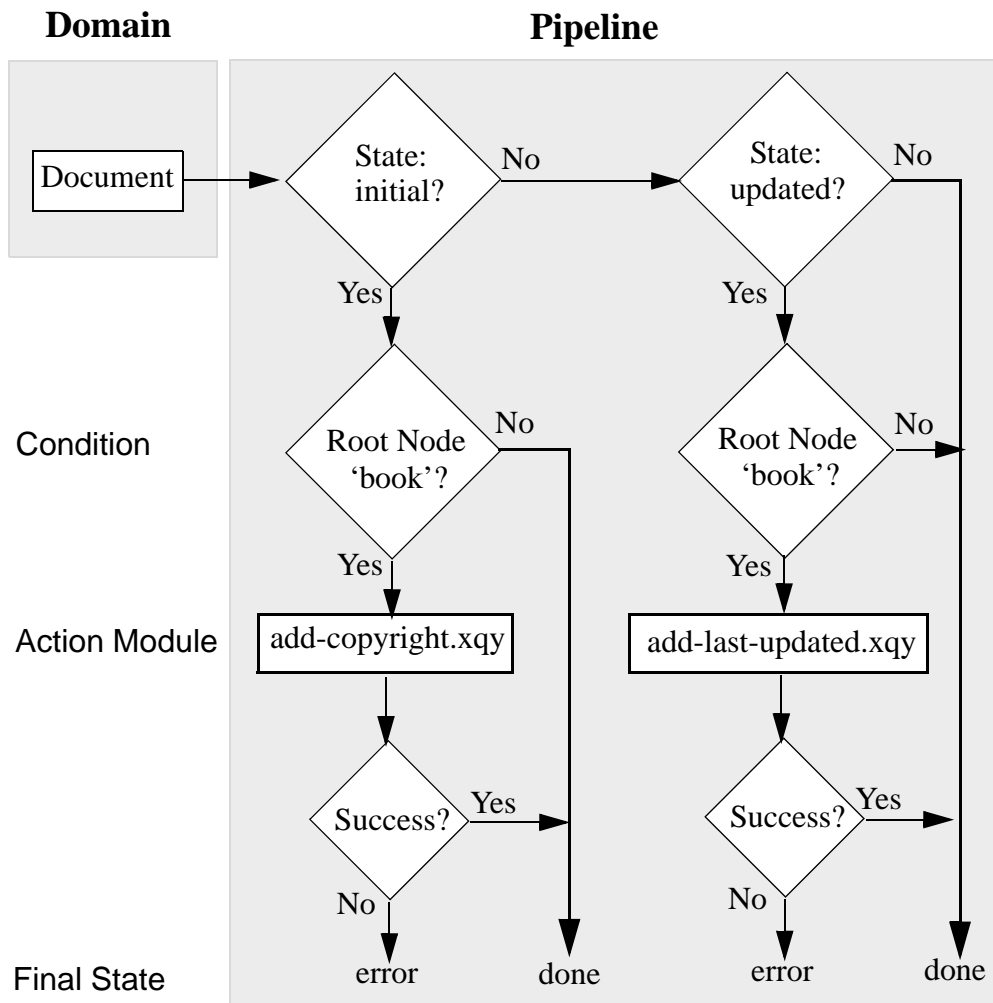 Domain
Pipeline
Document
State:
initial?
No
State:
updated?
No
Yes
Yes
Condition
Root Node
‘book’?
No
Root Node
‘book’?
No
Yes
Yes
Action Module
add-copyright.xqy
add-last-updated.xqy
Success?
Yes
Success?
Yes
No
No
Final State
error
done
error
done